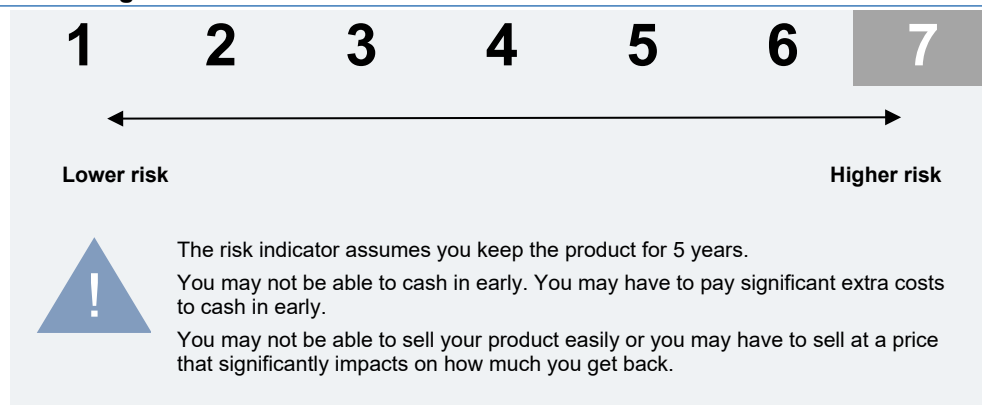 1 2 3 4 5 6 7
Lower risk Higher risk
!
The risk indicator assumes you keep the product for 5 years.
You may not be able to cash in early. You may have to pay significant extra costs
to cash in early.
You may not be able to sell your product easily or you may have to sell at a price
that significantly impacts on how much you get back.